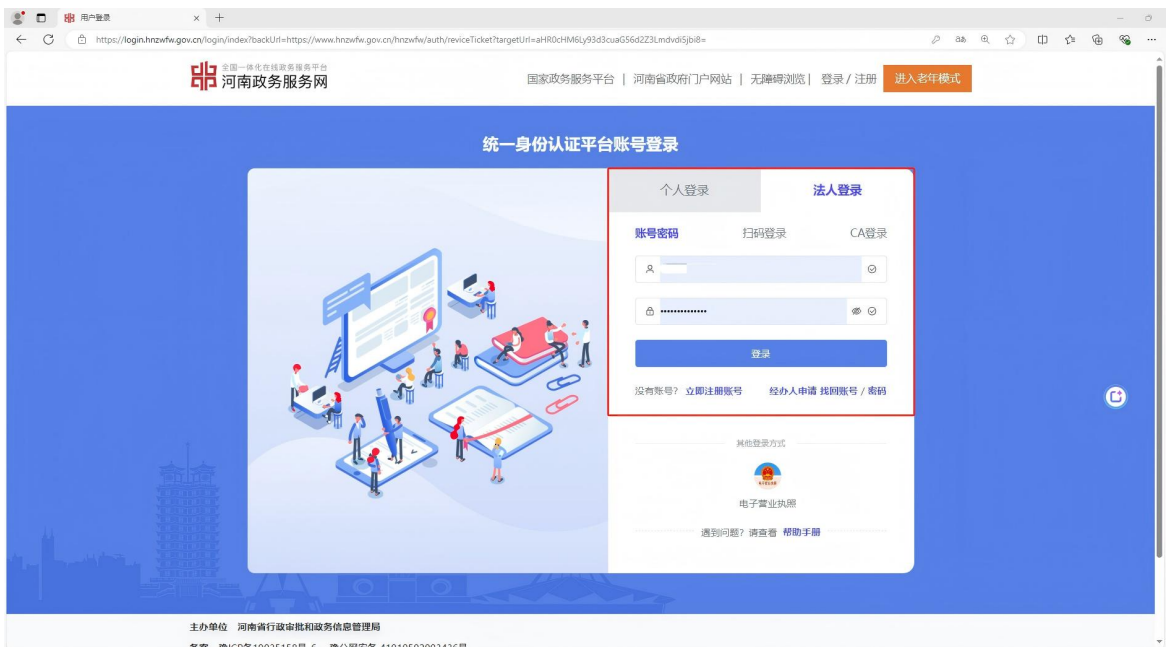 用户登录
https://login.hnzwfw.gov.cn/login/index?backUrl=https://www.hnzwfw.gov.cn/hnzwfw/auth/reviceTicket?targetUrl=aHR0cHM6Ly93d3cuaG56d2Z3Lmdvdi5jbi8=
全国一体化在线政务服务平台
河南政务服务网
国家政务服务平台 | 河南省政府门户网站 | 无障碍浏览 | 登录 / 注册 进入老年模式
统一身份认证平台账号登录
个人登录 法人登录
账号密码 扫码登录 CA登录
登录
没有账号? 立即注册账号 经办人申请 找回账号 / 密码
其他登录方式
电子营业执照
遇到问题? 请查看 帮助手册
主办单位 河南省行政审批和政务信息管理局